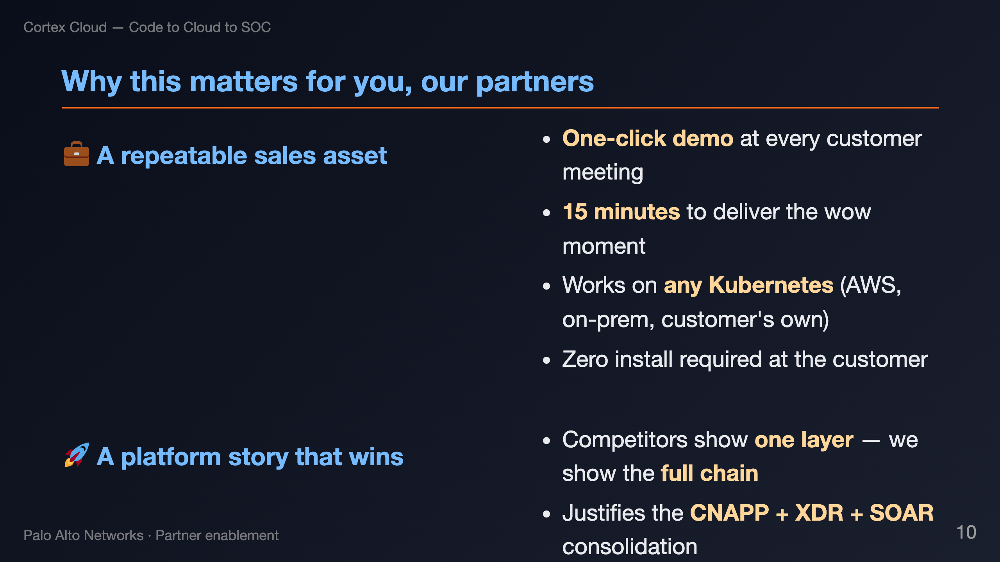 Cortex Cloud — Code to Cloud to SOC
Why this matters for you, our partners
💼 A repeatable sales asset
• One-click demo at every customer
meeting
• 15 minutes to deliver the wow
moment
• Works on any Kubernetes (AWS,
on-prem, customer's own)
• Zero install required at the customer
🚀 A platform story that wins
• Competitors show one layer — we
show the full chain
• Justifies the CNAPP + XDR + SOAR
consolidation
Palo Alto Networks · Partner enablement
10